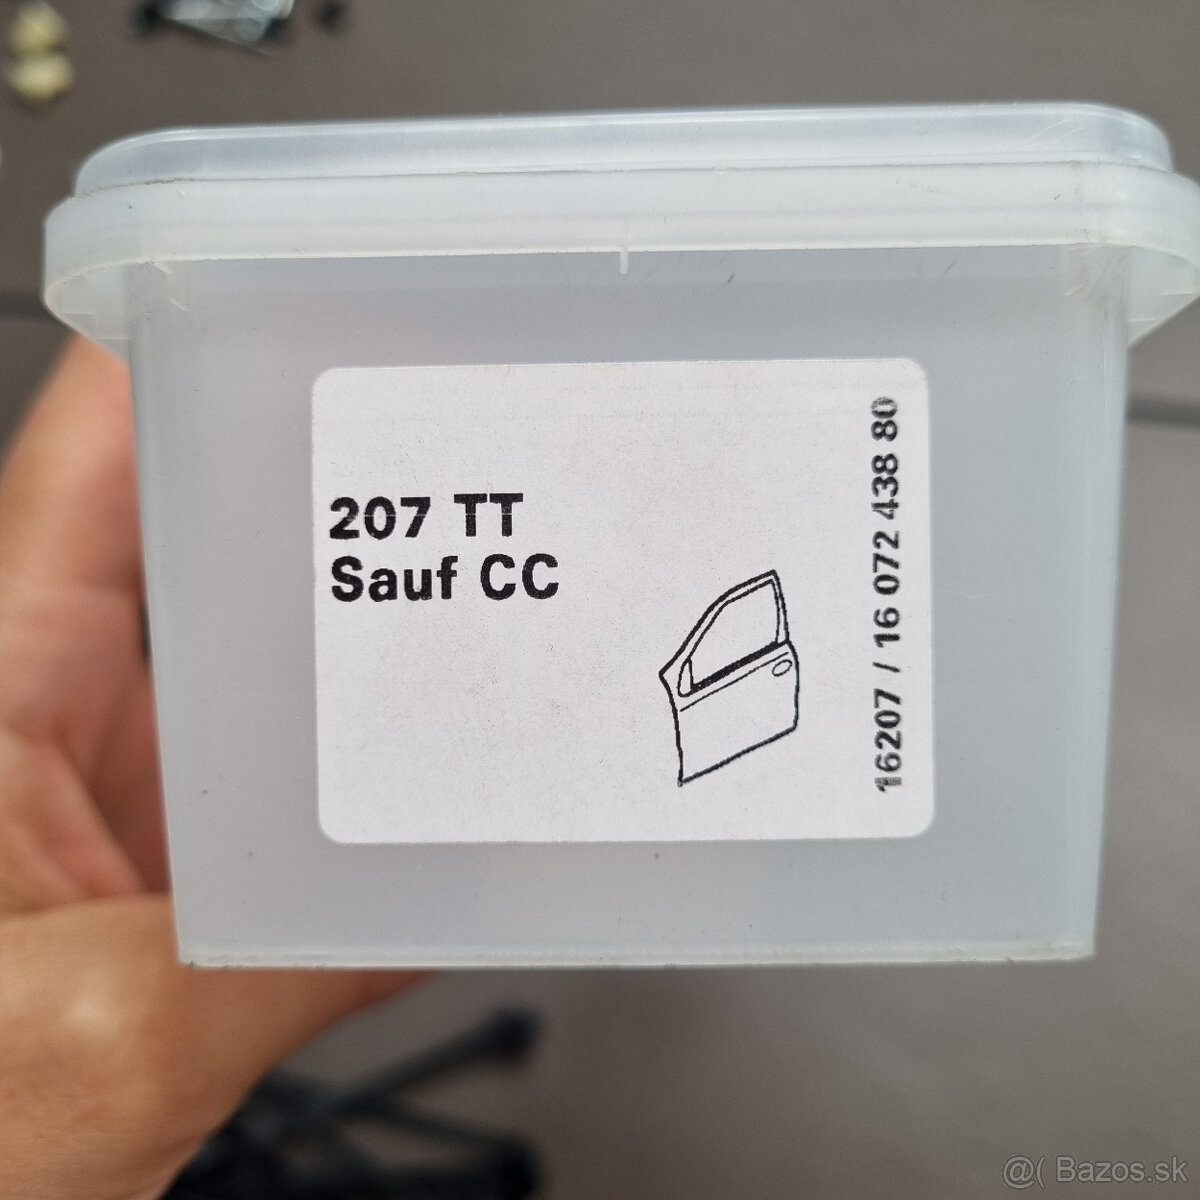 207 TT
Sauf CC
16207 / 16 072 438 80
@( Bazos.sk